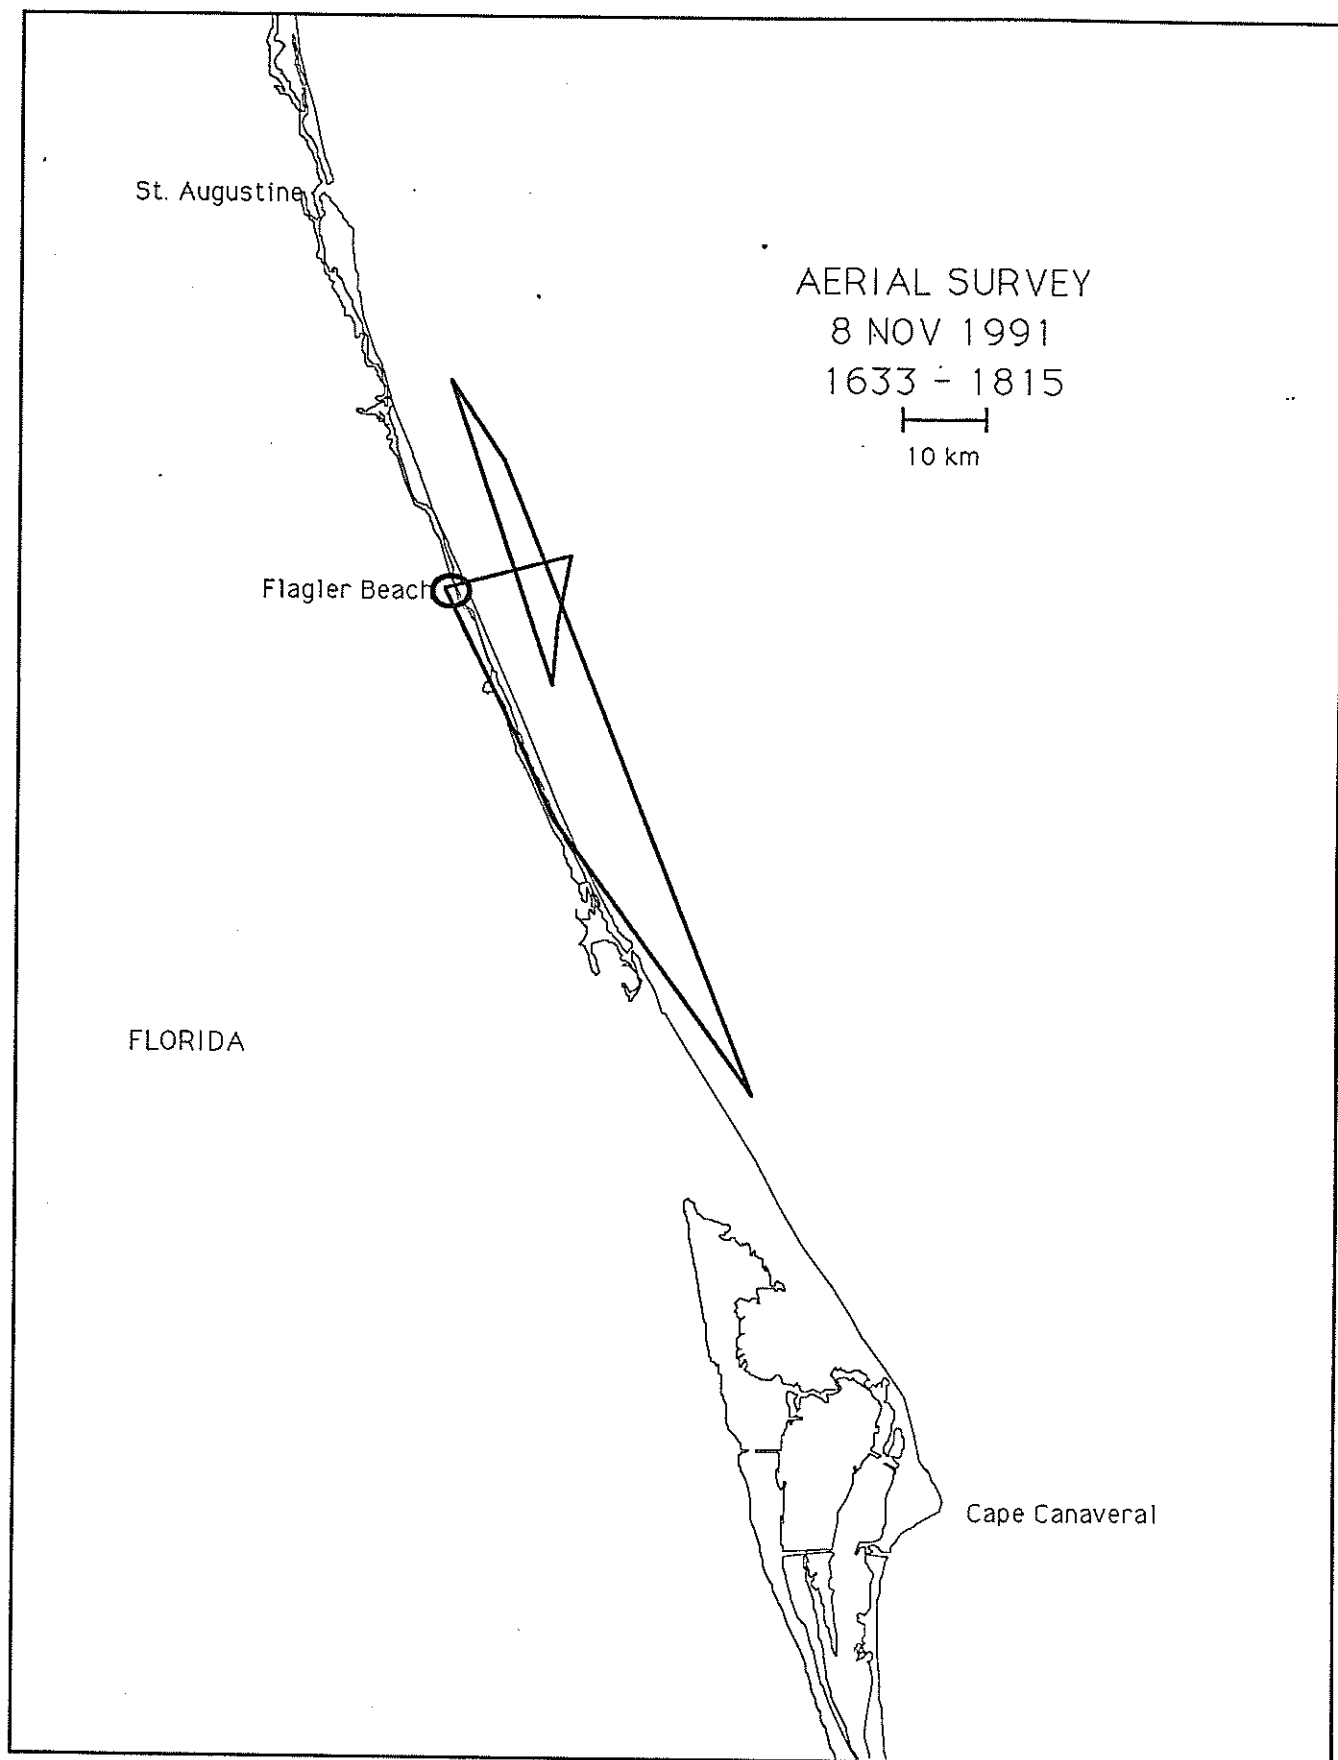 St. Augustine
AERIAL SURVEY
8 NOV 1991
1633 - 1815
10 km
Flagler Beach
FLORIDA
Cape Canaveral